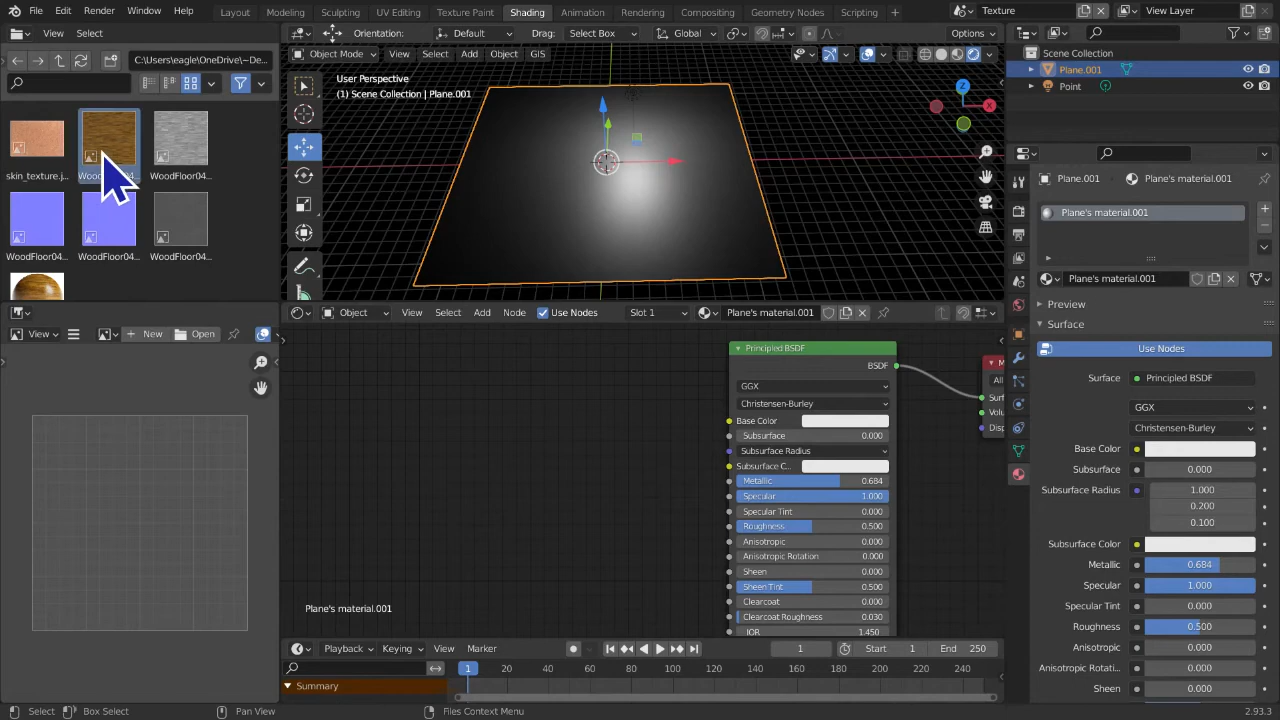 File Edit Render Window Help Layout Modeling Sculpting UV Editing Texture Paint Shading Animation Rendering Compositing Geometry Nodes Scripting + Texture View Layer
View Select Orientation: Default Drag: Select Box Global Options
C:\Users\eagle\OneDrive\~De...
Object Mode View Select Add Object GIS
Scene Collection
Plane.001
Point
User Perspective
(1) Scene Collection | Plane.001
X
Z
skin_texture.j...
WoodFloor04...
WoodFloor04...
WoodFloor04...
WoodFloor04...
Plane.001 Plane's material.001
Plane's material.001
Plane's material.001
Preview
Surface
Use Nodes
Surface Principled BSDF
GGX
Christensen-Burley
Base Color
Subsurface 0.000
Subsurface Radius 1.000
0.200
0.100
Subsurface Color
Metallic 0.684
Specular 1.000
Specular Tint 0.000
Roughness 0.500
Anisotropic 0.000
Anisotropic Rotati... 0.000
Sheen 0.000
View New Open
Object View Select Add Node Use Nodes Slot 1 Plane's material.001
Principled BSDF
BSDF
GGX
Christensen-Burley
Base Color
Subsurface 0.000
Subsurface Radius
Subsurface C...
Metallic 0.684
Specular 1.000
Specular Tint 0.000
Roughness 0.500
Anisotropic 0.000
Anisotropic Rotation 0.000
Sheen 0.000
Sheen Tint 0.500
Clearcoat 0.000
Clearcoat Roughness 0.030
IOR 1.450
M
All
Surf
Volu
Disp
Plane's material.001
Playback Keying View Marker 1 Start 1 End 250
1 20 40 60 80 100 120 140 160 180 200 220 240
Summary
Select Box Select Pan View Files Context Menu 2.93.3